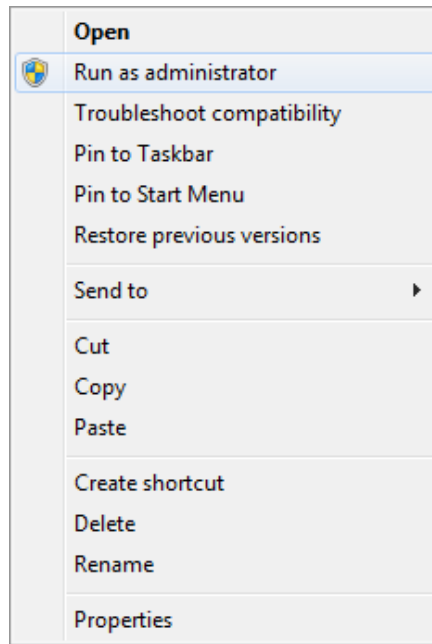 Open
Run as administrator
Troubleshoot compatibility
Pin to Taskbar
Pin to Start Menu
Restore previous versions
Send to
Cut
Copy
Paste
Create shortcut
Delete
Rename
Properties